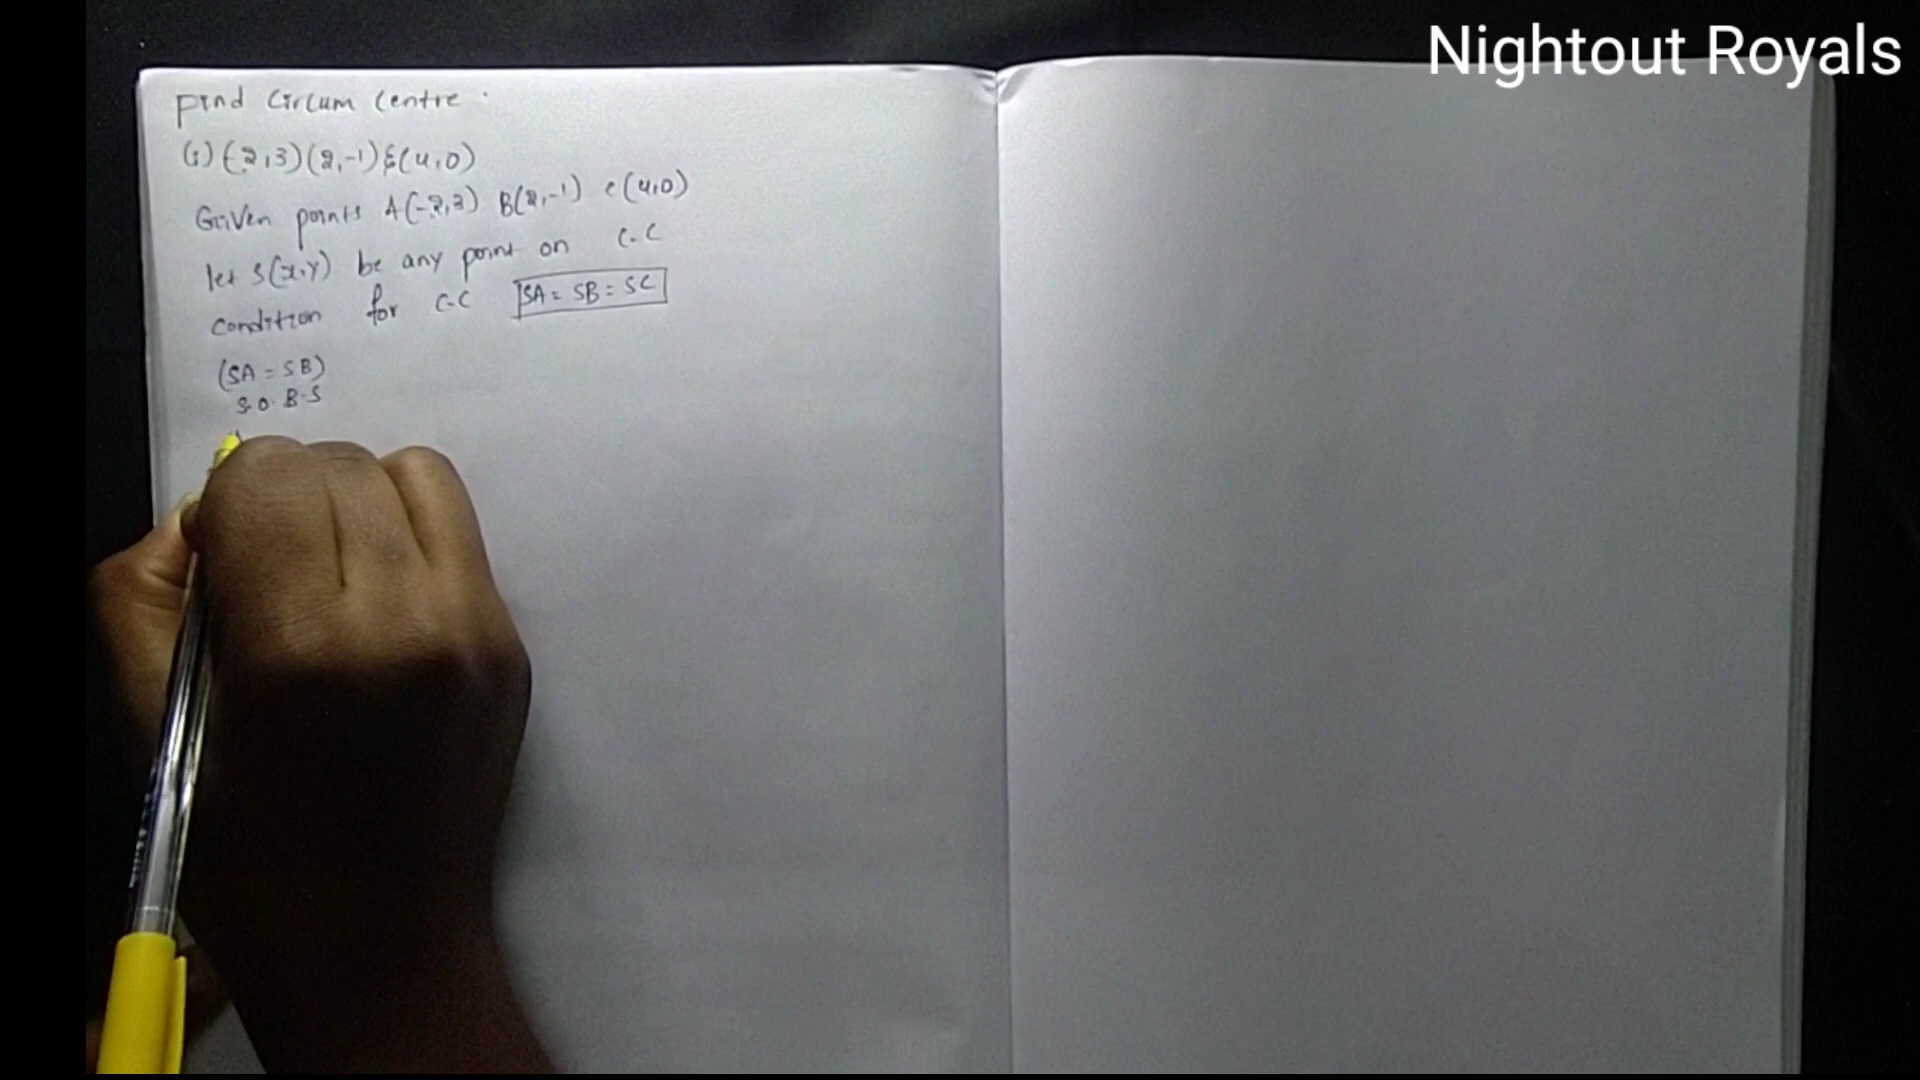 Nightout Royals
Find Circum Centre.
(i) (-2,3) (2,-1) & (4,0)
Given points A(-2,3) B(2,-1) C(4,0)
let S(x,y) be any point on C.C
condition for C-C SA = SB = SC
(SA = SB)
S.O.B.S